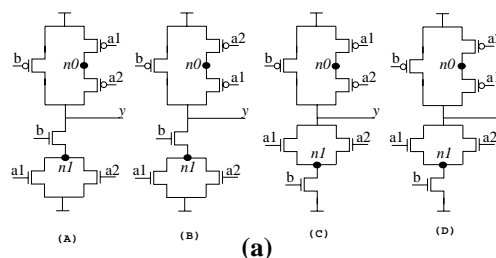 a1 a2 a1 a2
b n0 b n0 b n0 b n0
a2 a1 a2 a1
y y y
b b a1 a2 a1 a2
n1 n1 n1 n1
a1 a2 a1 a2 b b
(A) (B) (C) (D)
(a)